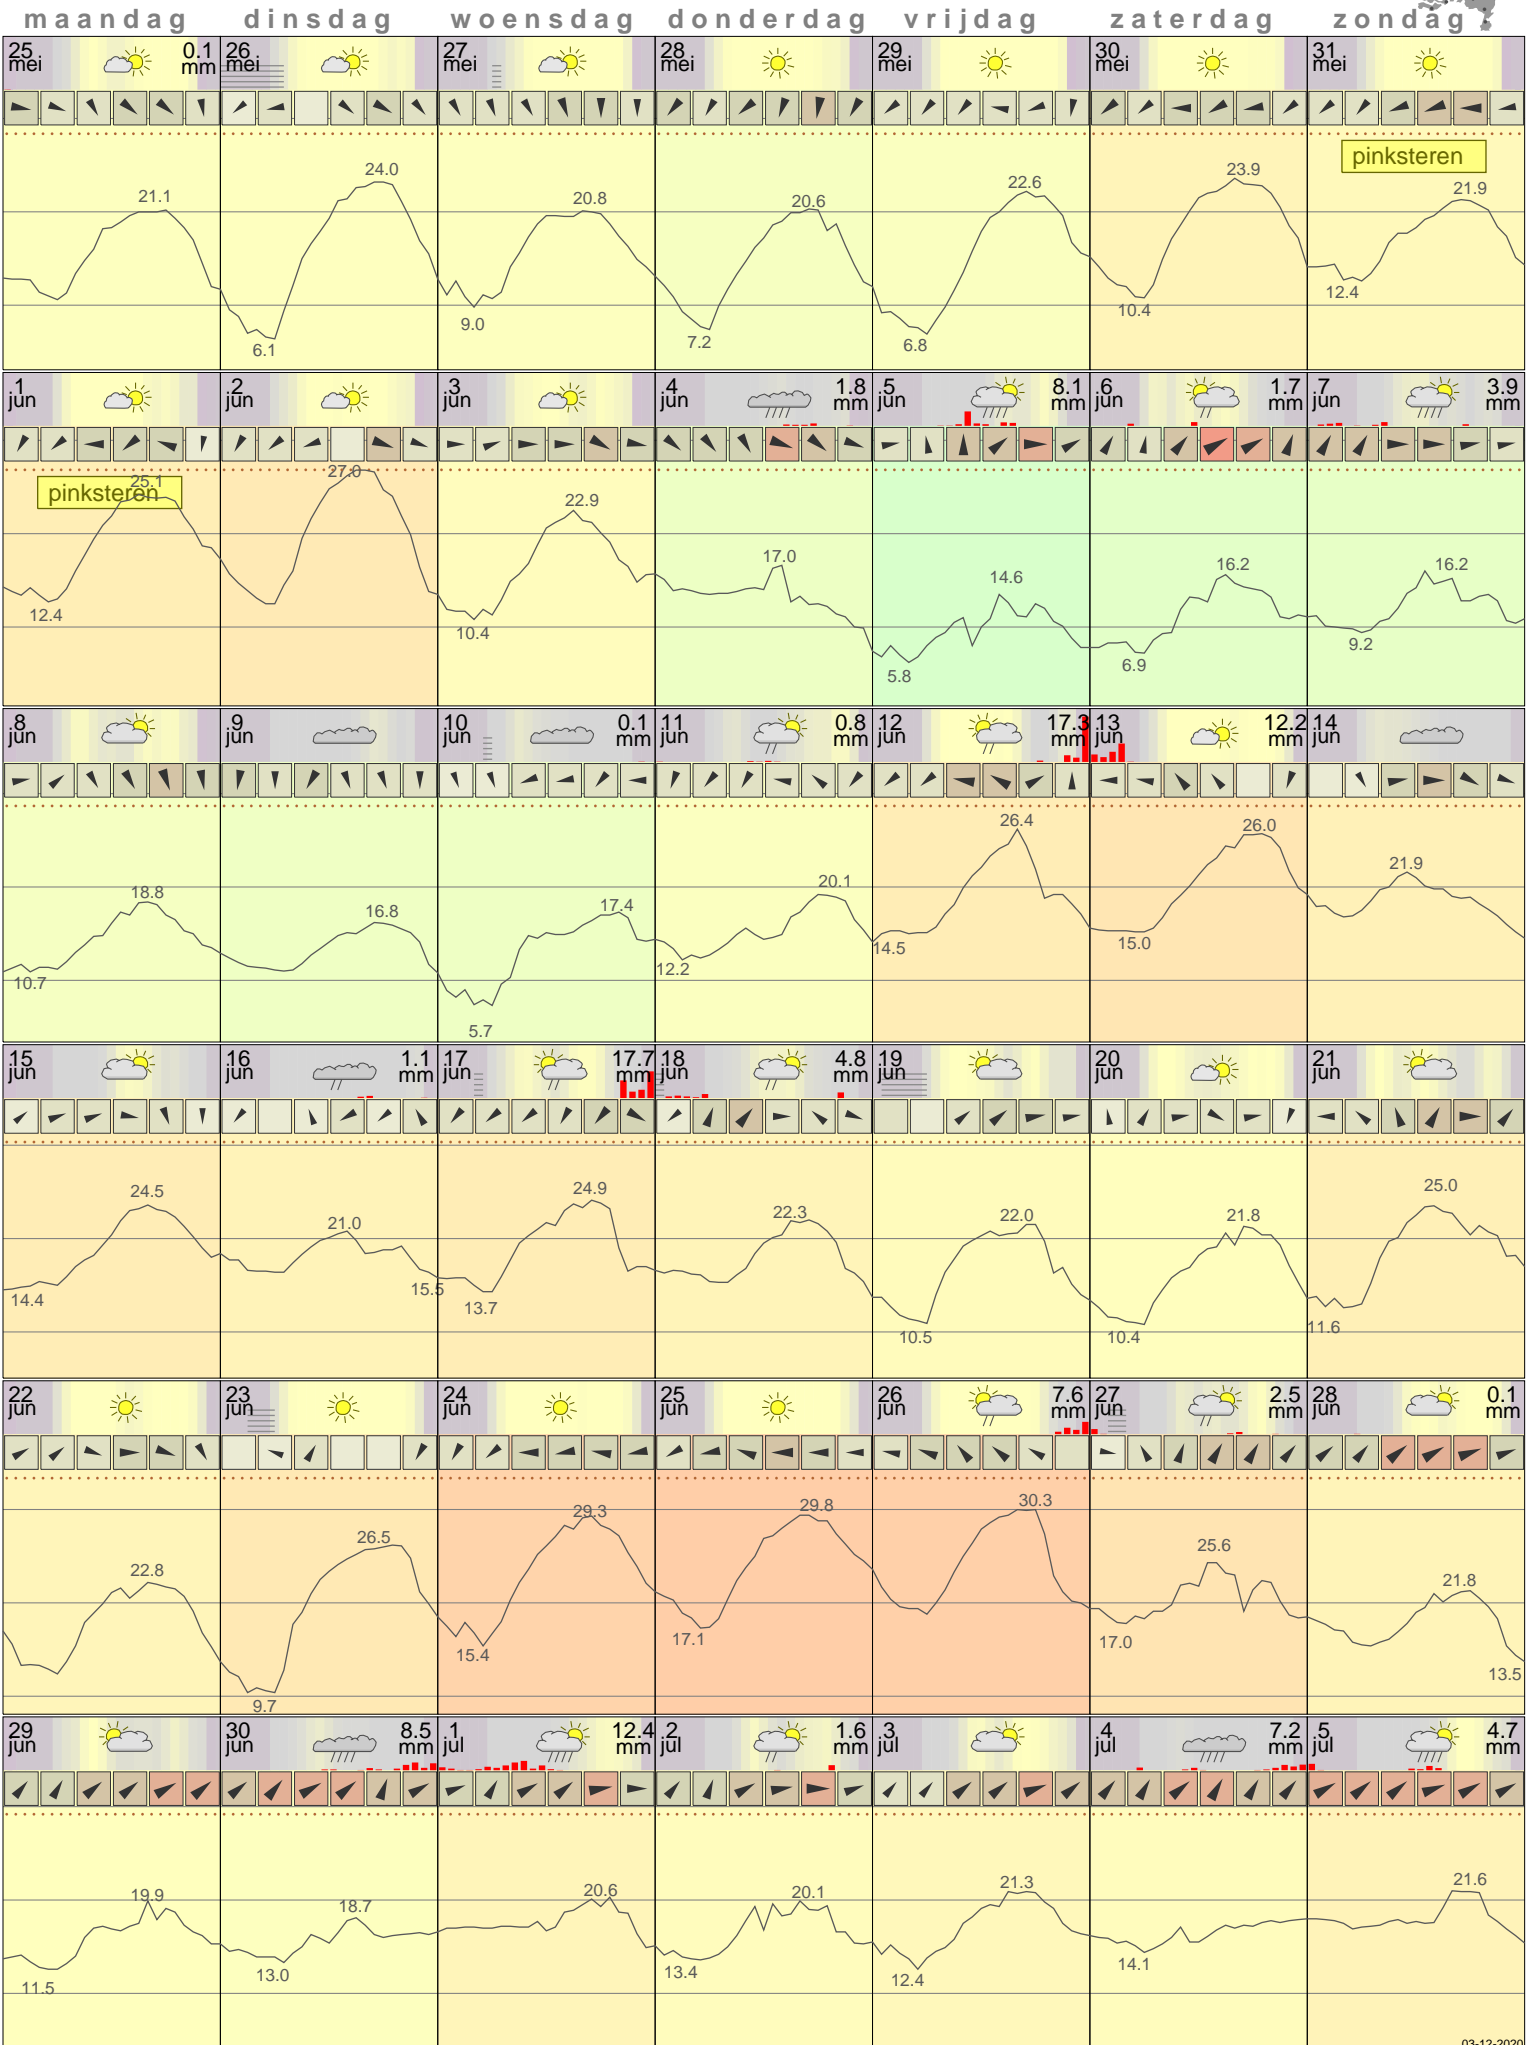 maandag dinsdag woensdag donderdag vrijdag zaterdag zondag
25 mei 0.1 mm 26 mei 27 mei 28 mei 29 mei 30 mei 31 mei
pinksteren
21.1 24.0 20.8 20.6 22.6 23.9 21.9
6.1 9.0 7.2 6.8 10.4 12.4
1 jun 2 jun 3 jun 4 jun 1.8 mm 5 jun 8.1 mm 6 jun 1.7 mm 7 jun 3.9 mm
pinksteren
25.1 27.0 22.9 17.0 14.6 16.2 16.2
12.4 10.4 5.8 6.9 9.2
8 jun 9 jun 10 jun 0.1 mm 11 jun 0.8 mm 12 jun 17.3 13 jun 12.2 14 jun
18.8 16.8 17.4 20.1 26.4 26.0 21.9
10.7 5.7 12.2 14.5 15.0
15 jun 16 jun 1.1 mm 17 jun 17.7 mm 18 jun 4.8 mm 19 jun 20 jun 21 jun
24.5 21.0 24.9 22.3 22.0 21.8 25.0
14.4 15.5 13.7 10.5 10.4 11.6
22 jun 23 jun 24 jun 25 jun 26 jun 7.6 mm 27 jun 2.5 mm 28 jun 0.1 mm
22.8 26.5 29.3 29.8 30.3 25.6 21.8
9.7 15.4 17.1 17.0 13.5
29 jun 30 jun 8.5 mm 1 jul 12.4 mm 2 jul 1.6 mm 3 jul 4 jul 7.2 mm 5 jul 4.7 mm
19.9 18.7 20.6 20.1 21.3 21.6
11.5 13.0 13.4 12.4 14.1
03-12-2020